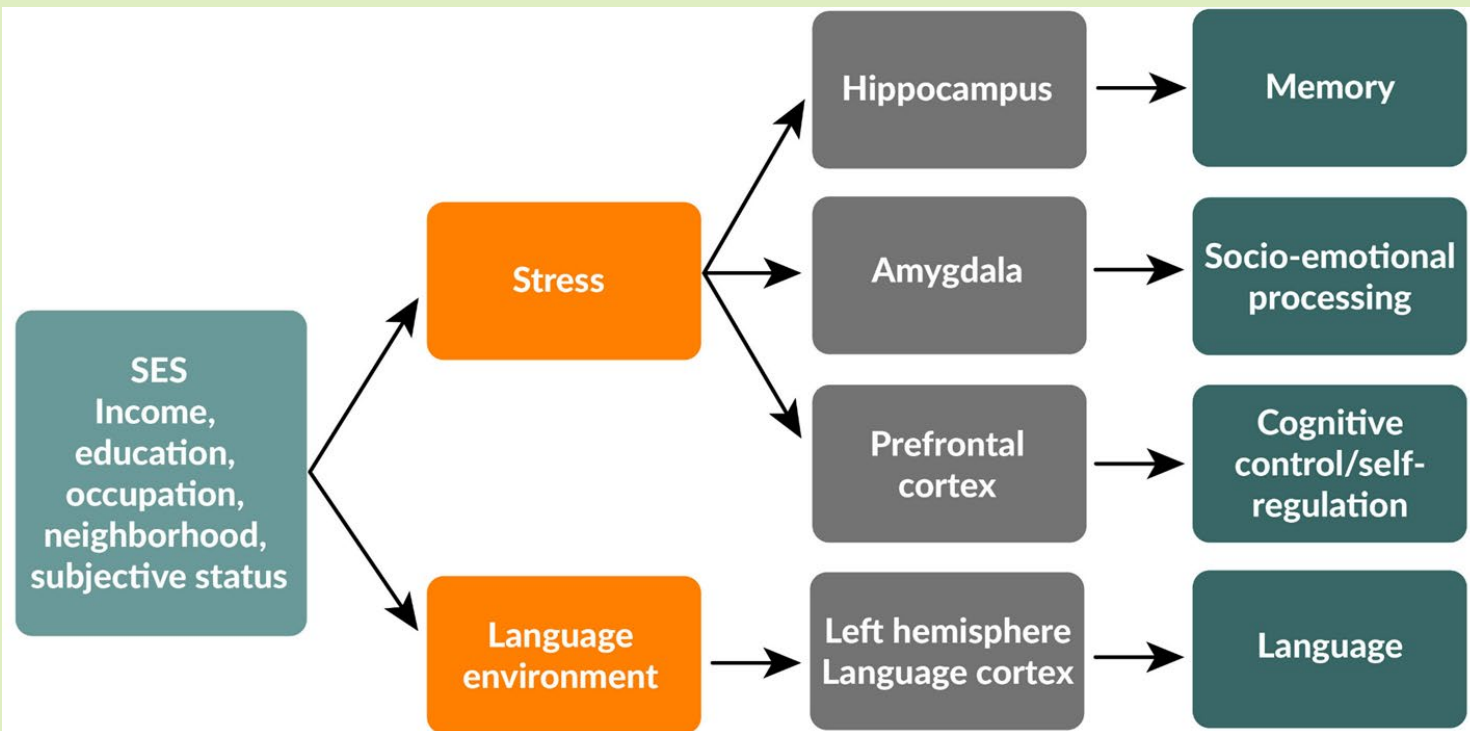 SES
Income,
education,
occupation,
neighborhood,
subjective status
Stress
Language
environment
Hippocampus
Amygdala
Prefrontal
cortex
Left hemisphere
Language cortex
Memory
Socio-emotional
processing
Cognitive
control/self-
regulation
Language